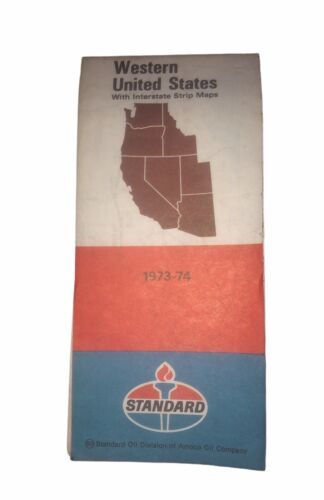 Western
United States
With Interstate Strip Maps
1973-74
STANDARD
Standard Oil Division of Amoco Oil Company